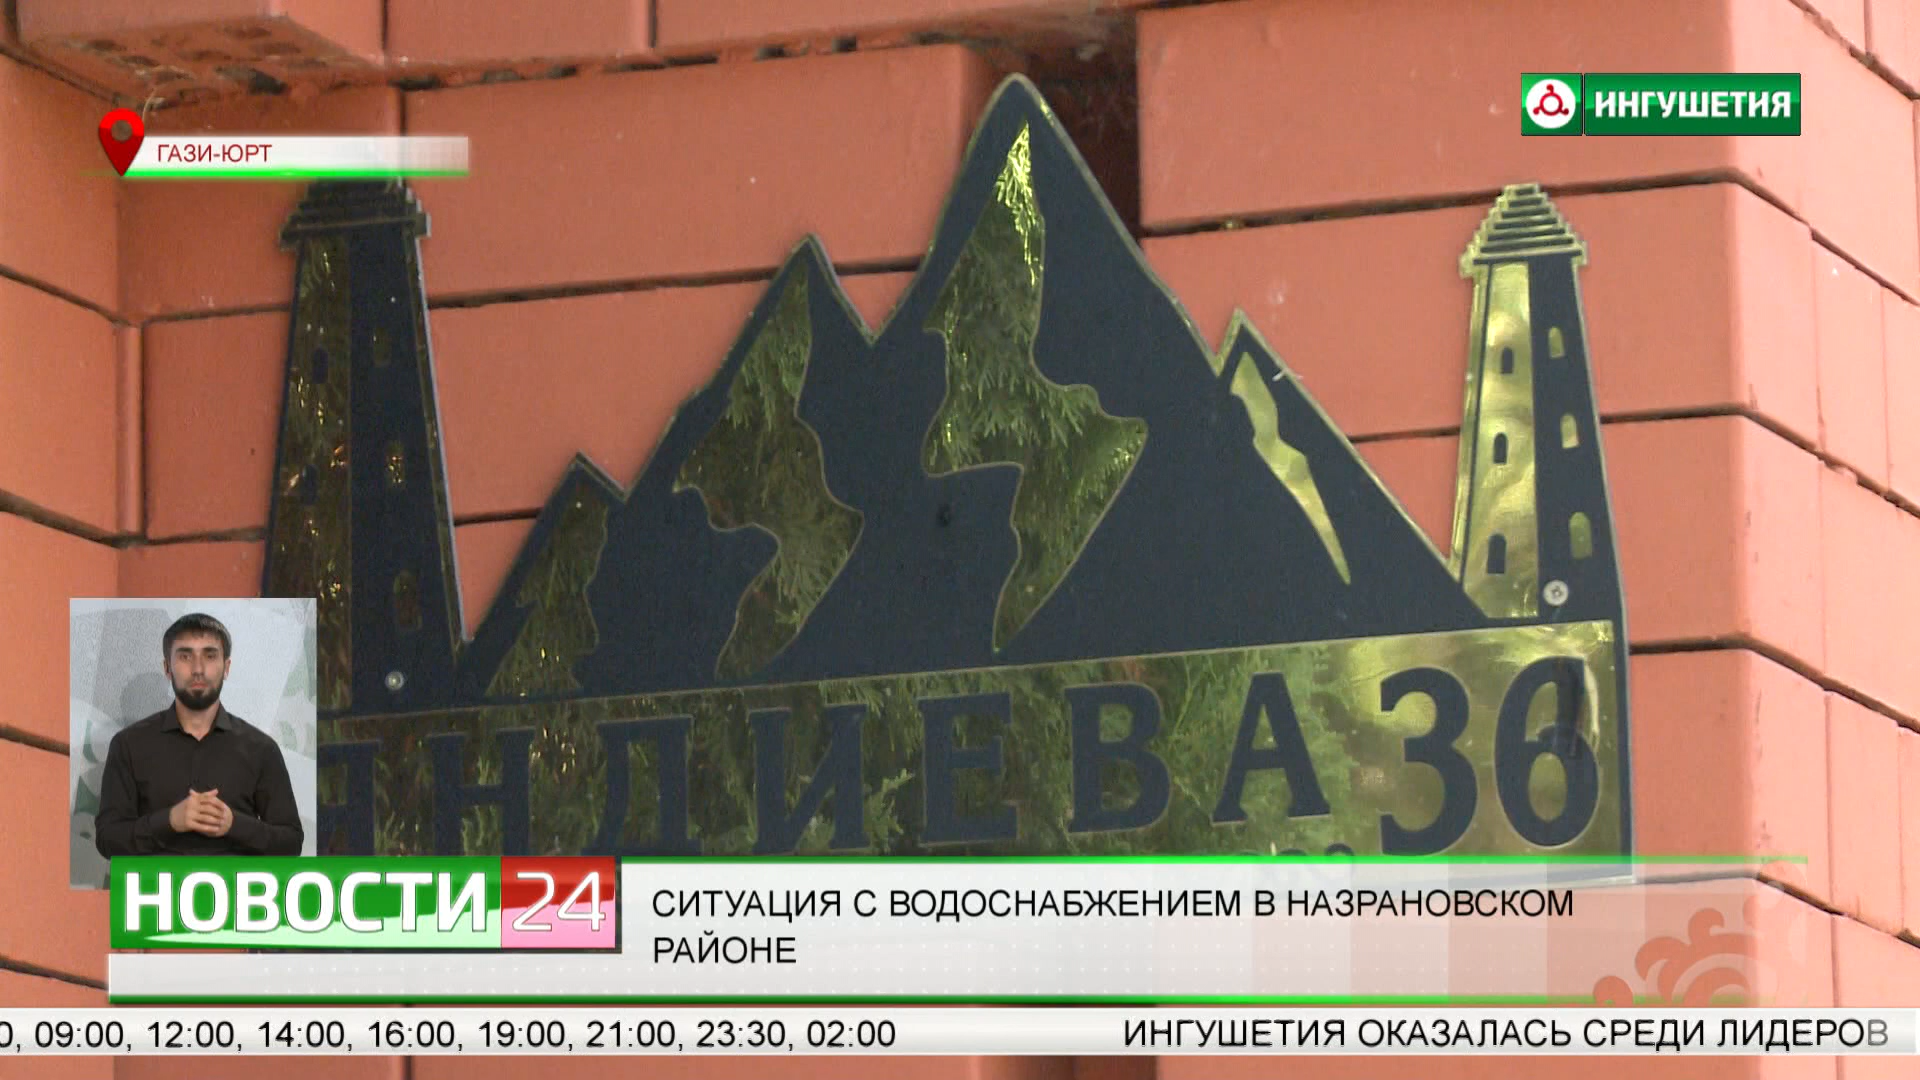 ИНГУШЕТИЯ
ГАЗИ-ЮРТ
ЯНДИЕВА 36
НОВОСТИ 24
СИТУАЦИЯ С ВОДОСНАБЖЕНИЕМ В НАЗРАНОВСКОМ
РАЙОНЕ
0, 09:00, 12:00, 14:00, 16:00, 19:00, 21:00, 23:30, 02:00 ИНГУШЕТИЯ ОКАЗАЛАСЬ СРЕДИ ЛИДЕРОВ